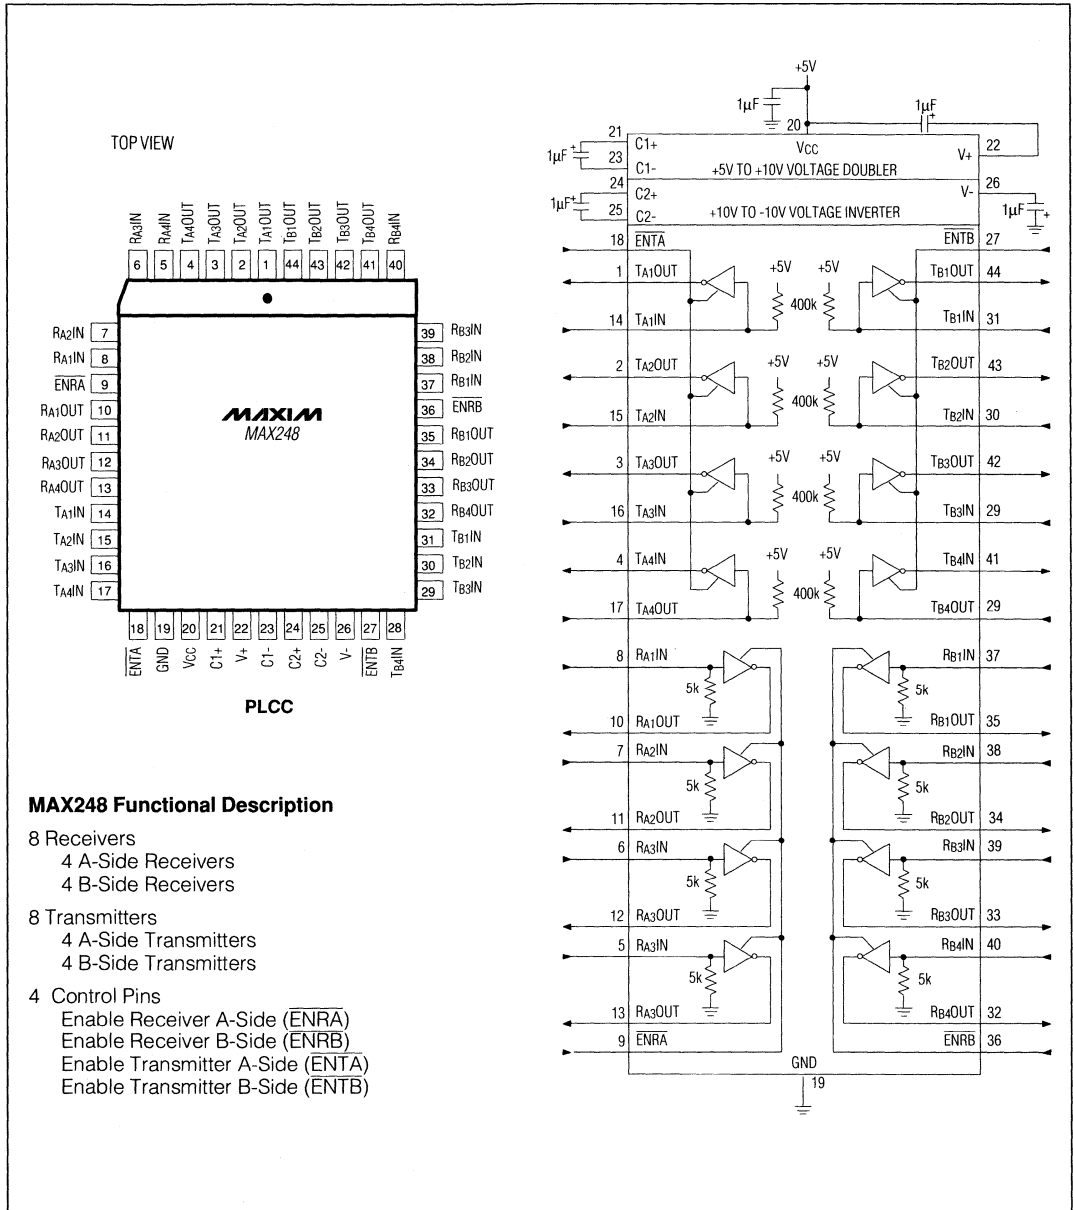 TOP VIEW
RA3IN RA4IN TA4OUT TA3OUT TA2OUT TA1OUT TB1OUT TB2OUT TB3OUT TB4OUT RB4IN
6 5 4 3 2 1 44 43 42 41 40
RA2IN 7
RA1IN 8
ENRA 9
RA1OUT 10
RA2OUT 11
RA3OUT 12
RA4OUT 13
TA1IN 14
TA2IN 15
TA3IN 16
TA4IN 17
MAXIM
MAX248
39 RB3IN
38 RB2IN
37 RB1IN
36 ENRB
35 RB1OUT
34 RB2OUT
33 RB3OUT
32 RB4OUT
31 TB1IN
30 TB2IN
29 TB3IN
18 19 20 21 22 23 24 25 26 27 28
ENTA GND VCC C1+ V+ C1- C2+ C2- V- ENTB TB4IN
PLCC
MAX248 Functional Description
8 Receivers
4 A-Side Receivers
4 B-Side Receivers
8 Transmitters
4 A-Side Transmitters
4 B-Side Transmitters
4 Control Pins
Enable Receiver A-Side (ENRA)
Enable Receiver B-Side (ENRB)
Enable Transmitter A-Side (ENTA)
Enable Transmitter B-Side (ENTB)
+5V
1µF 1µF +
20
21 C1+ VCC V+ 22
1µF +
23 C1- +5V TO +10V VOLTAGE DOUBLER
24 C2+ V- 26
1µF + 1µF +
25 C2- +10V TO -10V VOLTAGE INVERTER
18 ENTA ENTB 27
1 TA1OUT +5V +5V TB1OUT 44
400k
14 TA1IN TB1IN 31
2 TA2OUT +5V +5V TB2OUT 43
400k
15 TA2IN TB2IN 30
3 TA3OUT +5V +5V TB3OUT 42
400k
16 TA3IN TB3IN 29
4 TA4IN +5V +5V TB4IN 41
400k
17 TA4OUT TB4OUT 29
8 RA1IN RB1IN 37
5k 5k
10 RA1OUT RB1OUT 35
7 RA2IN RB2IN 38
5k 5k
11 RA2OUT RB2OUT 34
6 RA3IN RB3IN 39
5k 5k
12 RA3OUT RB3OUT 33
5 RA3IN RB4IN 40
5k 5k
13 RA3OUT RB4OUT 32
9 ENRA ENRB 36
GND
19